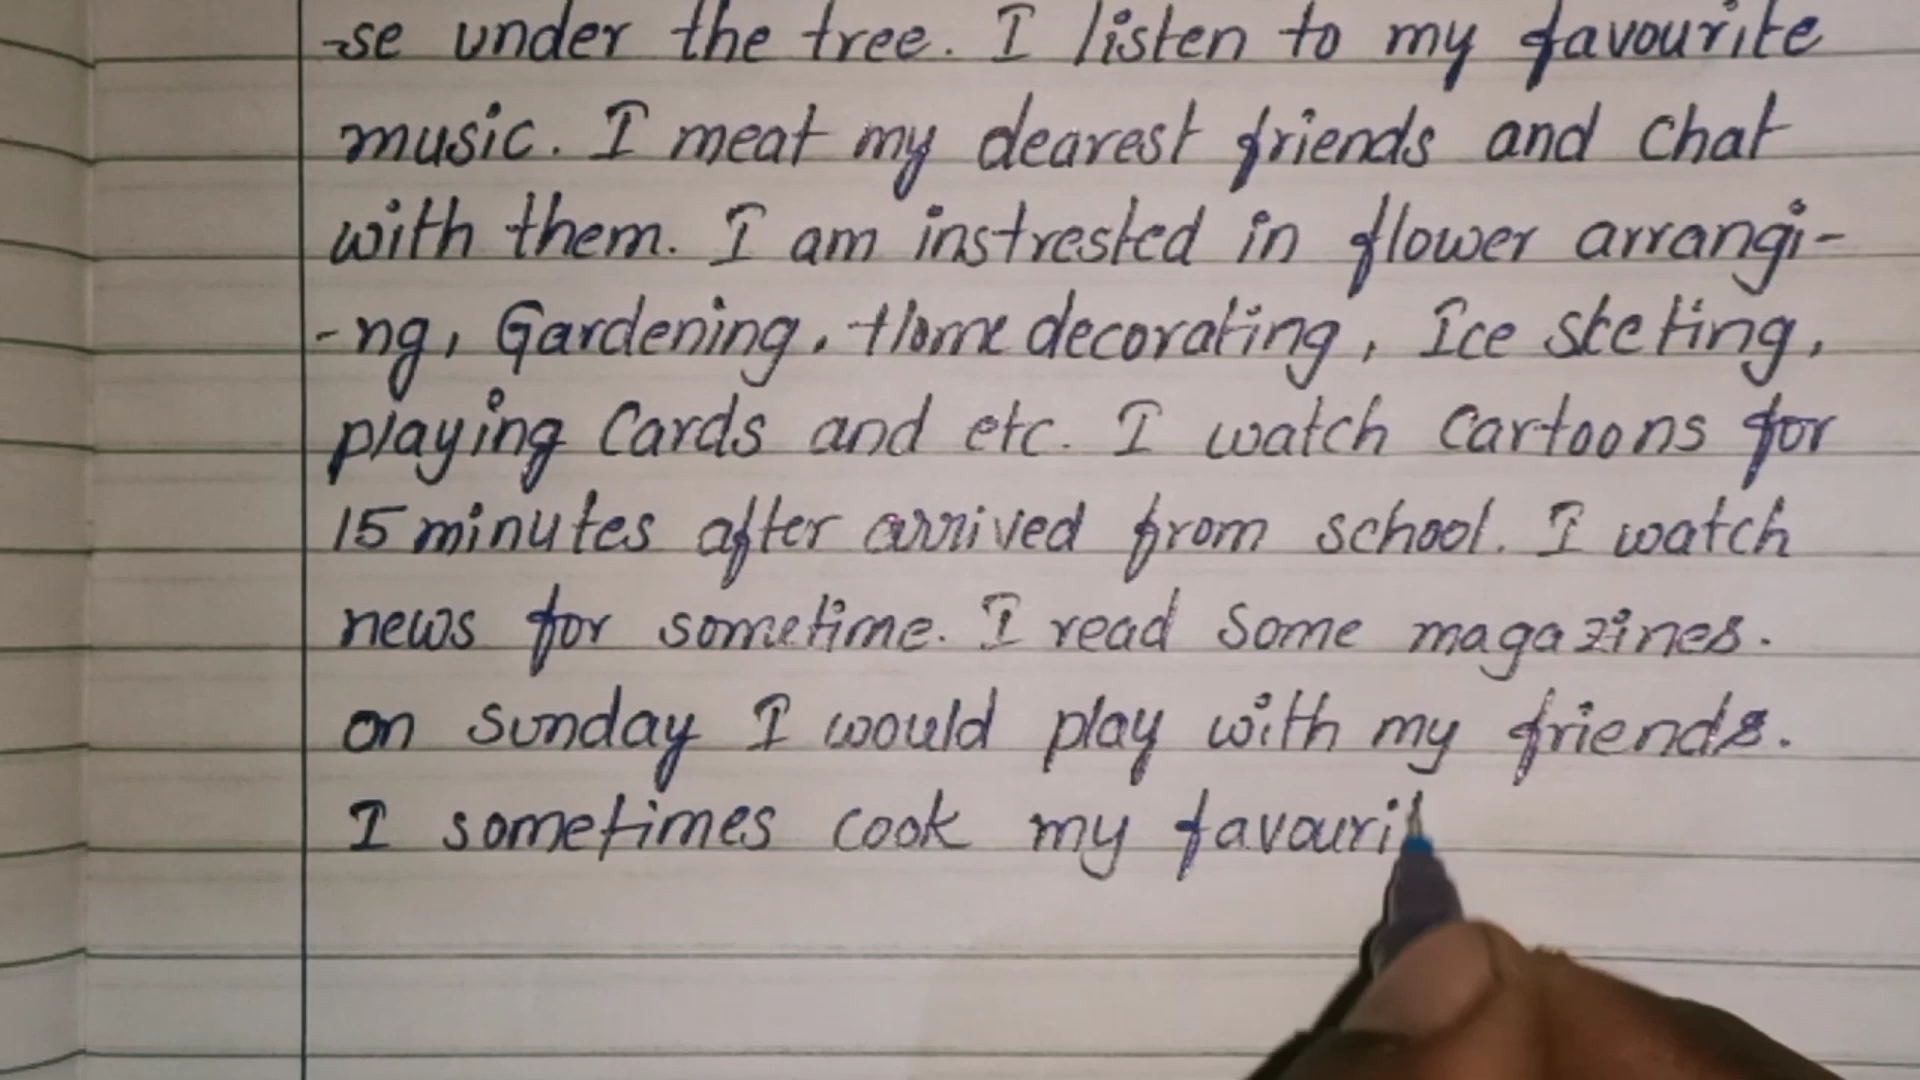 -se under the tree. I listen to my favourite
music. I meat my dearest friends and chat
with them. I am instrested in flower arrangi-
-ng, Gardening, Home decorating, Ice steting,
playing Cards and etc. I watch cartoons for
15 minutes after arrived from school. I watch
news for sometime. I read some magazines.
on sunday I would play with my friends.
I sometimes cook my favouri